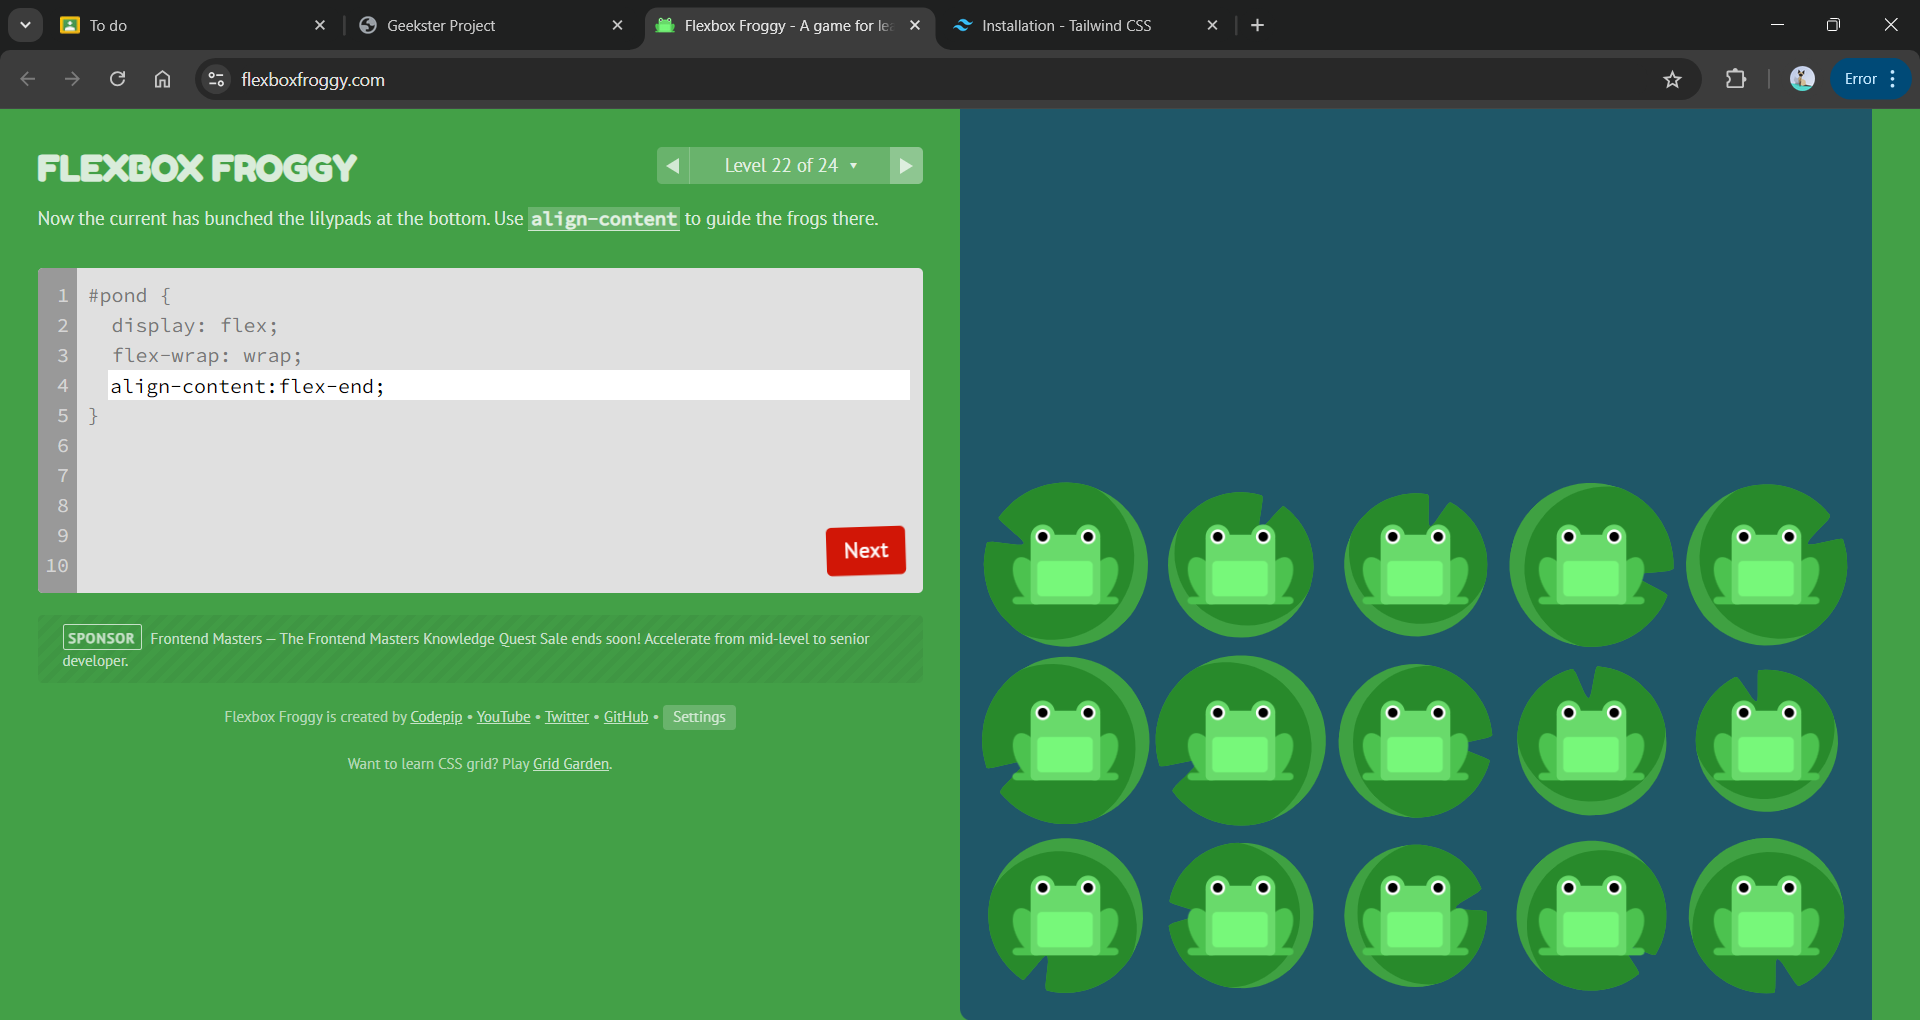 To do
Geekster Project
Flexbox Froggy - A game for le
Installation - Tailwind CSS
flexboxfroggy.com
Error
FLEXBOX FROGGY
Level 22 of 24
Now the current has bunched the lilypads at the bottom. Use align-content to guide the frogs there.
1 #pond {
2 display: flex;
3 flex-wrap: wrap;
4 align-content:flex-end;
5 }
6
7
8
9
10
Next
SPONSOR Frontend Masters — The Frontend Masters Knowledge Quest Sale ends soon! Accelerate from mid-level to senior
developer.
Flexbox Froggy is created by Codepip • YouTube • Twitter • GitHub • Settings
Want to learn CSS grid? Play Grid Garden.